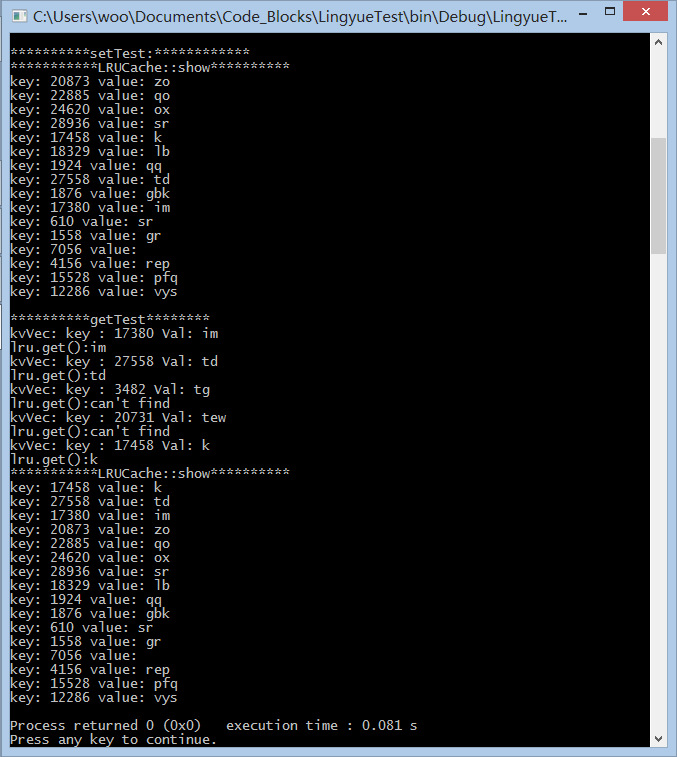 C:\Users\woo\Documents\Code_Blocks\LingyueTest\bin\Debug\LingyueT...
**********setTest:************
***********LRUCache::show**********
key: 20873 value: zo
key: 22885 value: qo
key: 24620 value: ox
key: 28936 value: sr
key: 17458 value: k
key: 18329 value: lb
key: 1924 value: qq
key: 27558 value: td
key: 1876 value: gbk
key: 17380 value: im
key: 610 value: sr
key: 1558 value: gr
key: 7056 value:
key: 4156 value: rep
key: 15528 value: pfq
key: 12286 value: vys
**********getTest********
kvVec: key : 17380 Val: im
lru.get():im
kvVec: key : 27558 Val: td
lru.get():td
kvVec: key : 3482 Val: tg
lru.get():can't find
kvVec: key : 20731 Val: tew
lru.get():can't find
kvVec: key : 17458 Val: k
lru.get():k
***********LRUCache::show**********
key: 17458 value: k
key: 27558 value: td
key: 17380 value: im
key: 20873 value: zo
key: 22885 value: qo
key: 24620 value: ox
key: 28936 value: sr
key: 18329 value: lb
key: 1924 value: qq
key: 1876 value: gbk
key: 610 value: sr
key: 1558 value: gr
key: 7056 value:
key: 4156 value: rep
key: 15528 value: pfq
key: 12286 value: vys
Process returned 0 (0x0)   execution time : 0.081 s
Press any key to continue.